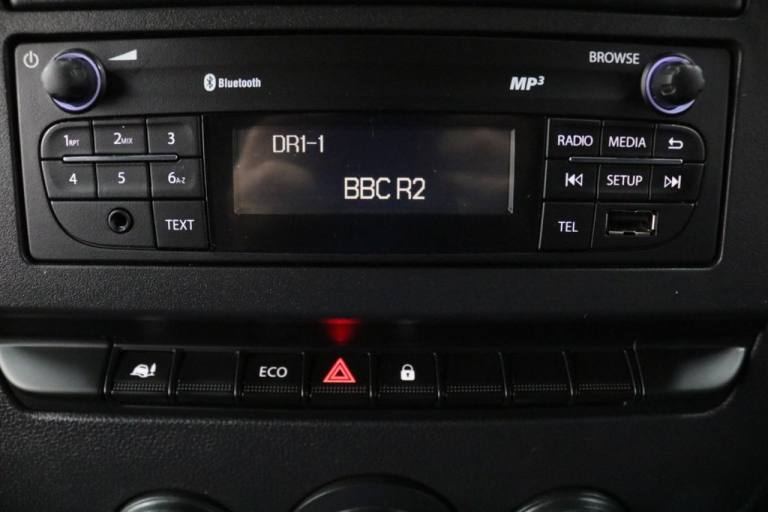 BROWSE
Bluetooth
MP3
1RPT 2MIX 3
4 5 6A-Z
TEXT
DR1-1
BBC R2
RADIO MEDIA
SETUP
TEL
ECO